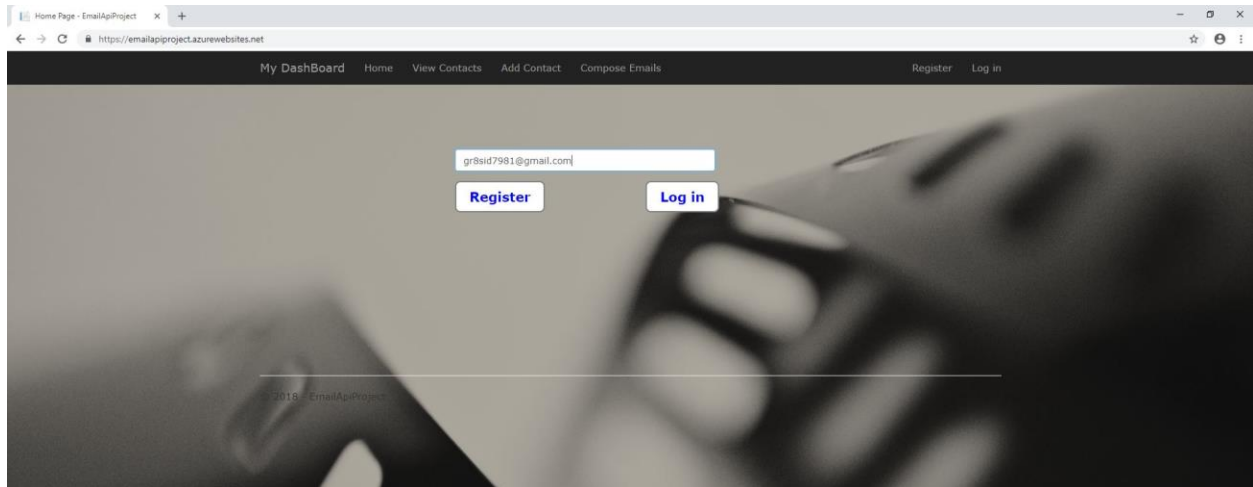 Home Page - EmailApiProject
https://emailapiproject.azurewebsites.net
My DashBoard Home View Contacts Add Contact Compose Emails Register Log in
gr8sid7981@gmail.com
Register Log in
© 2018 - EmailApiProject